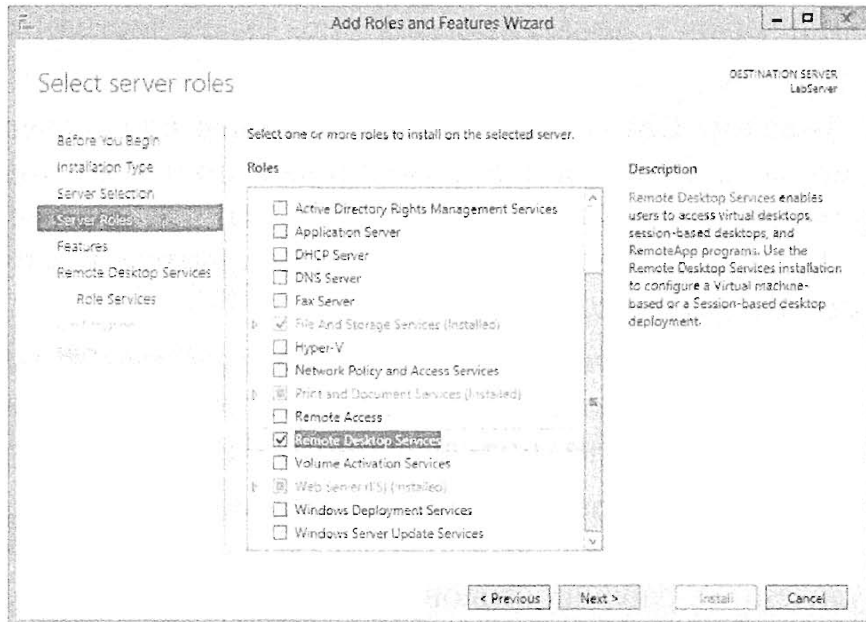 Add Roles and Features Wizard
Select server roles
DESTINATION SERVER
LabServer
Before You Begin
Installation Type
Server Selection
Server Roles
Features
Remote Desktop Services
Role Services
Confirmation
Select one or more roles to install on the selected server.
Roles
Active Directory Rights Management Services
Application Server
DHCP Server
DNS Server
Fax Server
File And Storage Services (Installed)
Hyper-V
Network Policy and Access Services
Print and Document Services (Installed)
Remote Access
Remote Desktop Services
Volume Activation Services
Web Server (IIS) (Installed)
Windows Deployment Services
Windows Server Update Services
Description
Remote Desktop Services enables
users to access virtual desktops,
session-based desktops, and
RemoteApp programs. Use the
Remote Desktop Services installation
to configure a Virtual machine-
based or a Session-based desktop
deployment.
< Previous
Next >
Install
Cancel